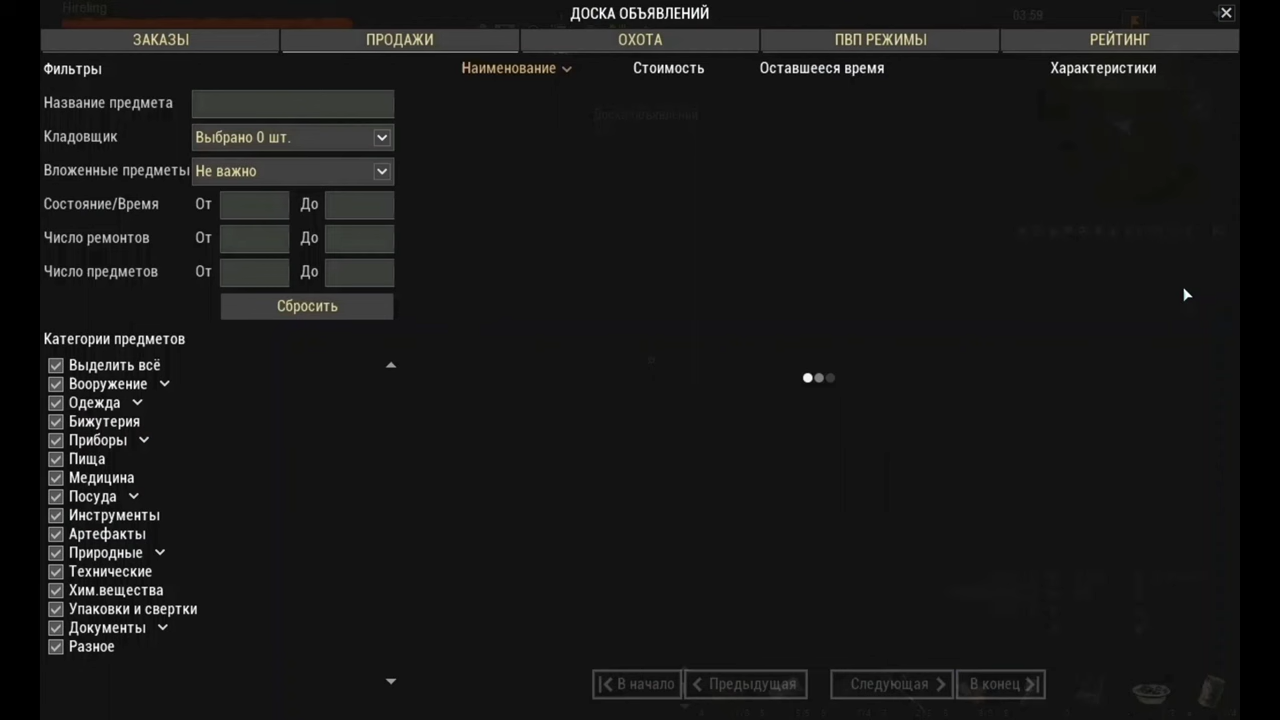 Hireling
ДОСКА ОБЪЯВЛЕНИЙ
03:59
ЗАКАЗЫ ПРОДАЖИ ОХОТА ПВП РЕЖИМЫ РЕЙТИНГ
Фильтры Наименование Стоимость Оставшееся время Характеристики
Название предмета
Кладовщик Выбрано 0 шт.
Вложенные предметы Не важно
Состояние/Время От До
Число ремонтов От До
Число предметов От До
Сбросить
Категории предметов
Выделить всё
Вооружение
Одежда
Бижутерия
Приборы
Пища
Медицина
Посуда
Инструменты
Артефакты
Природные
Технические
Хим.вещества
Упаковки и свертки
Документы
Разное
В начало Предыдущая Следующая В конец